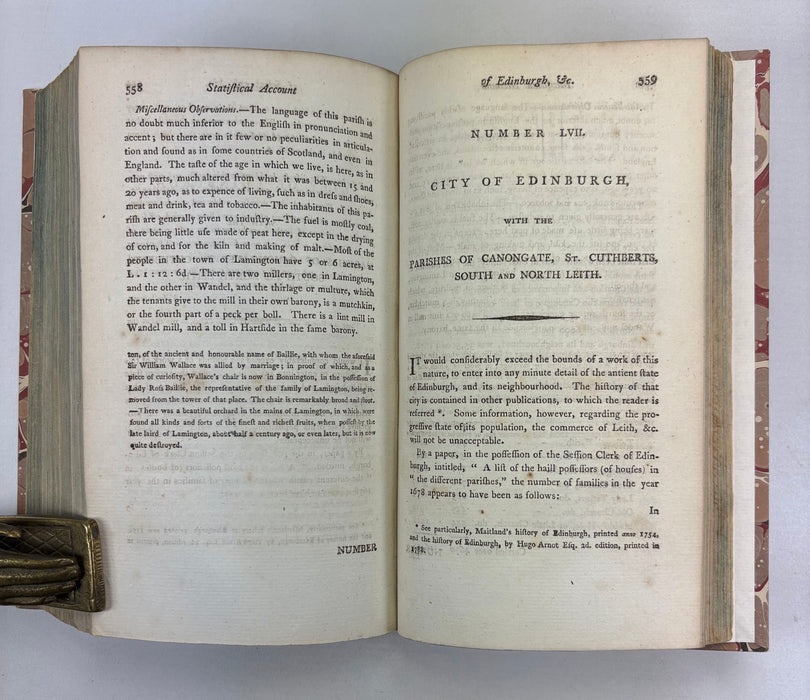 558 Statiſtical Account
Miſcellaneous Obſervations.—The language of this pariſh is
no doubt much inferior to the Engliſh in pronunciation and
accent; but there are in it few or no peculiarities in articula-
tion and found as in ſome countries of Scotland, and even in
England. The taſte of the age in which we live, is here, as in
other parts, much altered from what it was between 15 and
20 years ago, as to expence of living, ſuch as in dreſs and ſhoes,
meat and drink, tea and tobacco.—The inhabitants of this pa-
riſh are generally given to induſtry.—The fuel is moſtly coal,
there being little uſe made of peat here, except in the drying
of corn, and for the kiln and making of malt.—Moſt of the
people in the town of Lamington have 5 or 6 acres, at
L. 1 : 12 : 6d.—There are two millers, one in Lamington,
and the other in Wandel, and the thirlage or multure, which
the tenants give to the mill in their own barony, is a mutchkin,
or the fourth part of a peck per boll. There is a lint mill in
Wandel mill, and a toll in Hartſide in the ſame barony.
ton, of the ancient and honourable name of Baillie, with whom the aforeſaid
Sir William Wallace was allied by marriage; in proof of which, and as a
piece of curioſity, Wallace's chair is now in Bonnington, in the poſſeſſion of
Lady Roſs Baillie, the repreſentative of the family of Lamington, being re-
moved from the tower of that place. The chair is remarkably broad and ſhort.
—There was a beautiful orchard in the mains of Lamington, in which were
found all kinds and ſorts of the fineſt and richeſt fruits, when poſſeſt by the
late laird of Lamington, about half a century ago, or even later, but it is now
quite deſtroyed.
NUMBER
of Edinburgh, &c. 559
NUMBER LVII.
CITY OF EDINBURGH,
WITH THE
PARISHES OF CANONGATE, ST. CUTHBERTS,
SOUTH AND NORTH LEITH.
IT would conſiderably exceed the bounds of a work of this
nature, to enter into any minute detail of the antient ſtate
of Edinburgh, and its neighbourhood. The hiſtory of that
city is contained in other publications, to which the reader is
referred *. Some information, however, regarding the pro-
greſſive ſtate of its population, the commerce of Leith, &c.
will not be unacceptable.
By a paper, in the poſſeſſion of the Seſſion Clerk of Edin-
burgh, intitled, " A liſt of the haill poſſeſſors (of houſes) in
" the different pariſhes," the number of families in the year
1678 appears to have been as follows:
In
* See particularly, Maitland's hiſtory of Edinburgh, printed anno 1754,
and the hiſtory of Edinburgh, by Hugo Arnot Eſq. 2d. edition, printed in
1788.